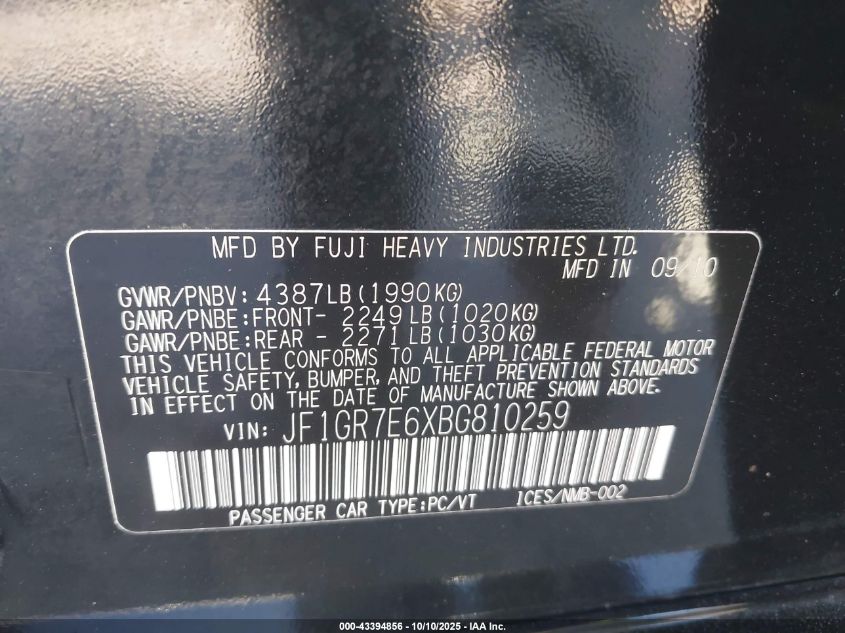 MFD BY FUJI HEAVY INDUSTRIES LTD.
MFD IN 09/10
GVWR/PNBV: 4387LB(1990KG)
GAWR/PNBE:FRONT- 2249LB(1020KG)
GAWR/PNBE:REAR - 2271LB(1030KG)
THIS VEHICLE CONFORMS TO ALL APPLICABLE FEDERAL MOTOR
VEHICLE SAFETY, BUMPER, AND THEFT PREVENTION STANDARDS
IN EFFECT ON THE DATE OF MANUFACTURE SHOWN ABOVE.
VIN: JF1GR7E6XBG810259
PASSENGER CAR TYPE:PC/VT ICES/NMB-002
000-43394856 - 10/10/2025 - IAA Inc.